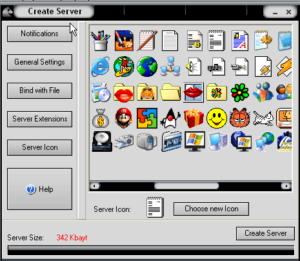 Create Server
Notifications
General Settings
Bind with File
Server Extensions
Server Icon
Help
Server Icon:
Choose new Icon
Create Server
Server Size:
342 Kbayt